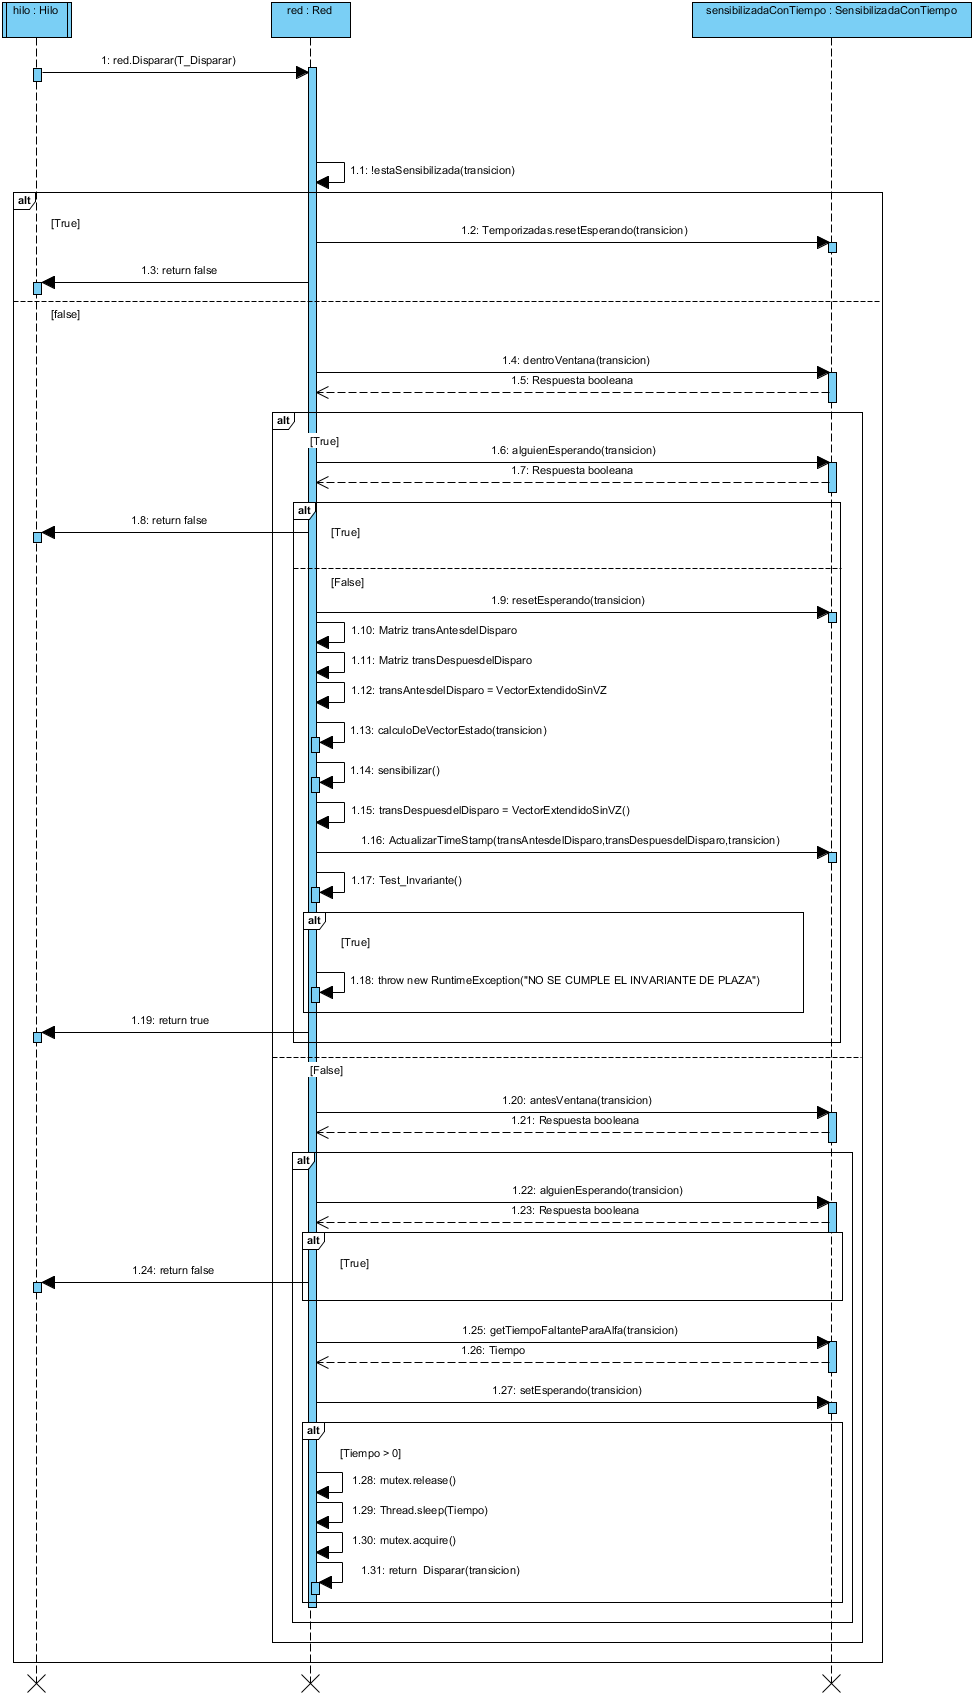 hilo : Hilo
red : Red
sensibilizadaConTiempo : SensibilizadaConTiempo
1: red.Disparar(T_Disparar)
1.1: !estaSensibilizada(transicion)
alt
[True]
1.2: Temporizadas.resetEsperando(transicion)
1.3: return false
[false]
1.4: dentroVentana(transicion)
1.5: Respuesta booleana
alt
[True]
1.6: alguienEsperando(transicion)
1.7: Respuesta booleana
alt
1.8: return false
[True]
[False]
1.9: resetEsperando(transicion)
1.10: Matriz transAntesdelDisparo
1.11: Matriz transDespuesdelDisparo
1.12: transAntesdelDisparo = VectorExtendidoSinVZ
1.13: calculoDeVectorEstado(transicion)
1.14: sensibilizar()
1.15: transDespuesdelDisparo = VectorExtendidoSinVZ()
1.16: ActualizarTimeStamp(transAntesdelDisparo,transDespuesdelDisparo,transicion)
1.17: Test_Invariante()
alt
[True]
1.18: throw new RuntimeException("NO SE CUMPLE EL INVARIANTE DE PLAZA")
1.19: return true
[False]
1.20: antesVentana(transicion)
1.21: Respuesta booleana
alt
1.22: alguienEsperando(transicion)
1.23: Respuesta booleana
alt
[True]
1.24: return false
1.25: getTiempoFaltanteParaAlfa(transicion)
1.26: Tiempo
1.27: setEsperando(transicion)
alt
[Tiempo > 0]
1.28: mutex.release()
1.29: Thread.sleep(Tiempo)
1.30: mutex.acquire()
1.31: return  Disparar(transicion)